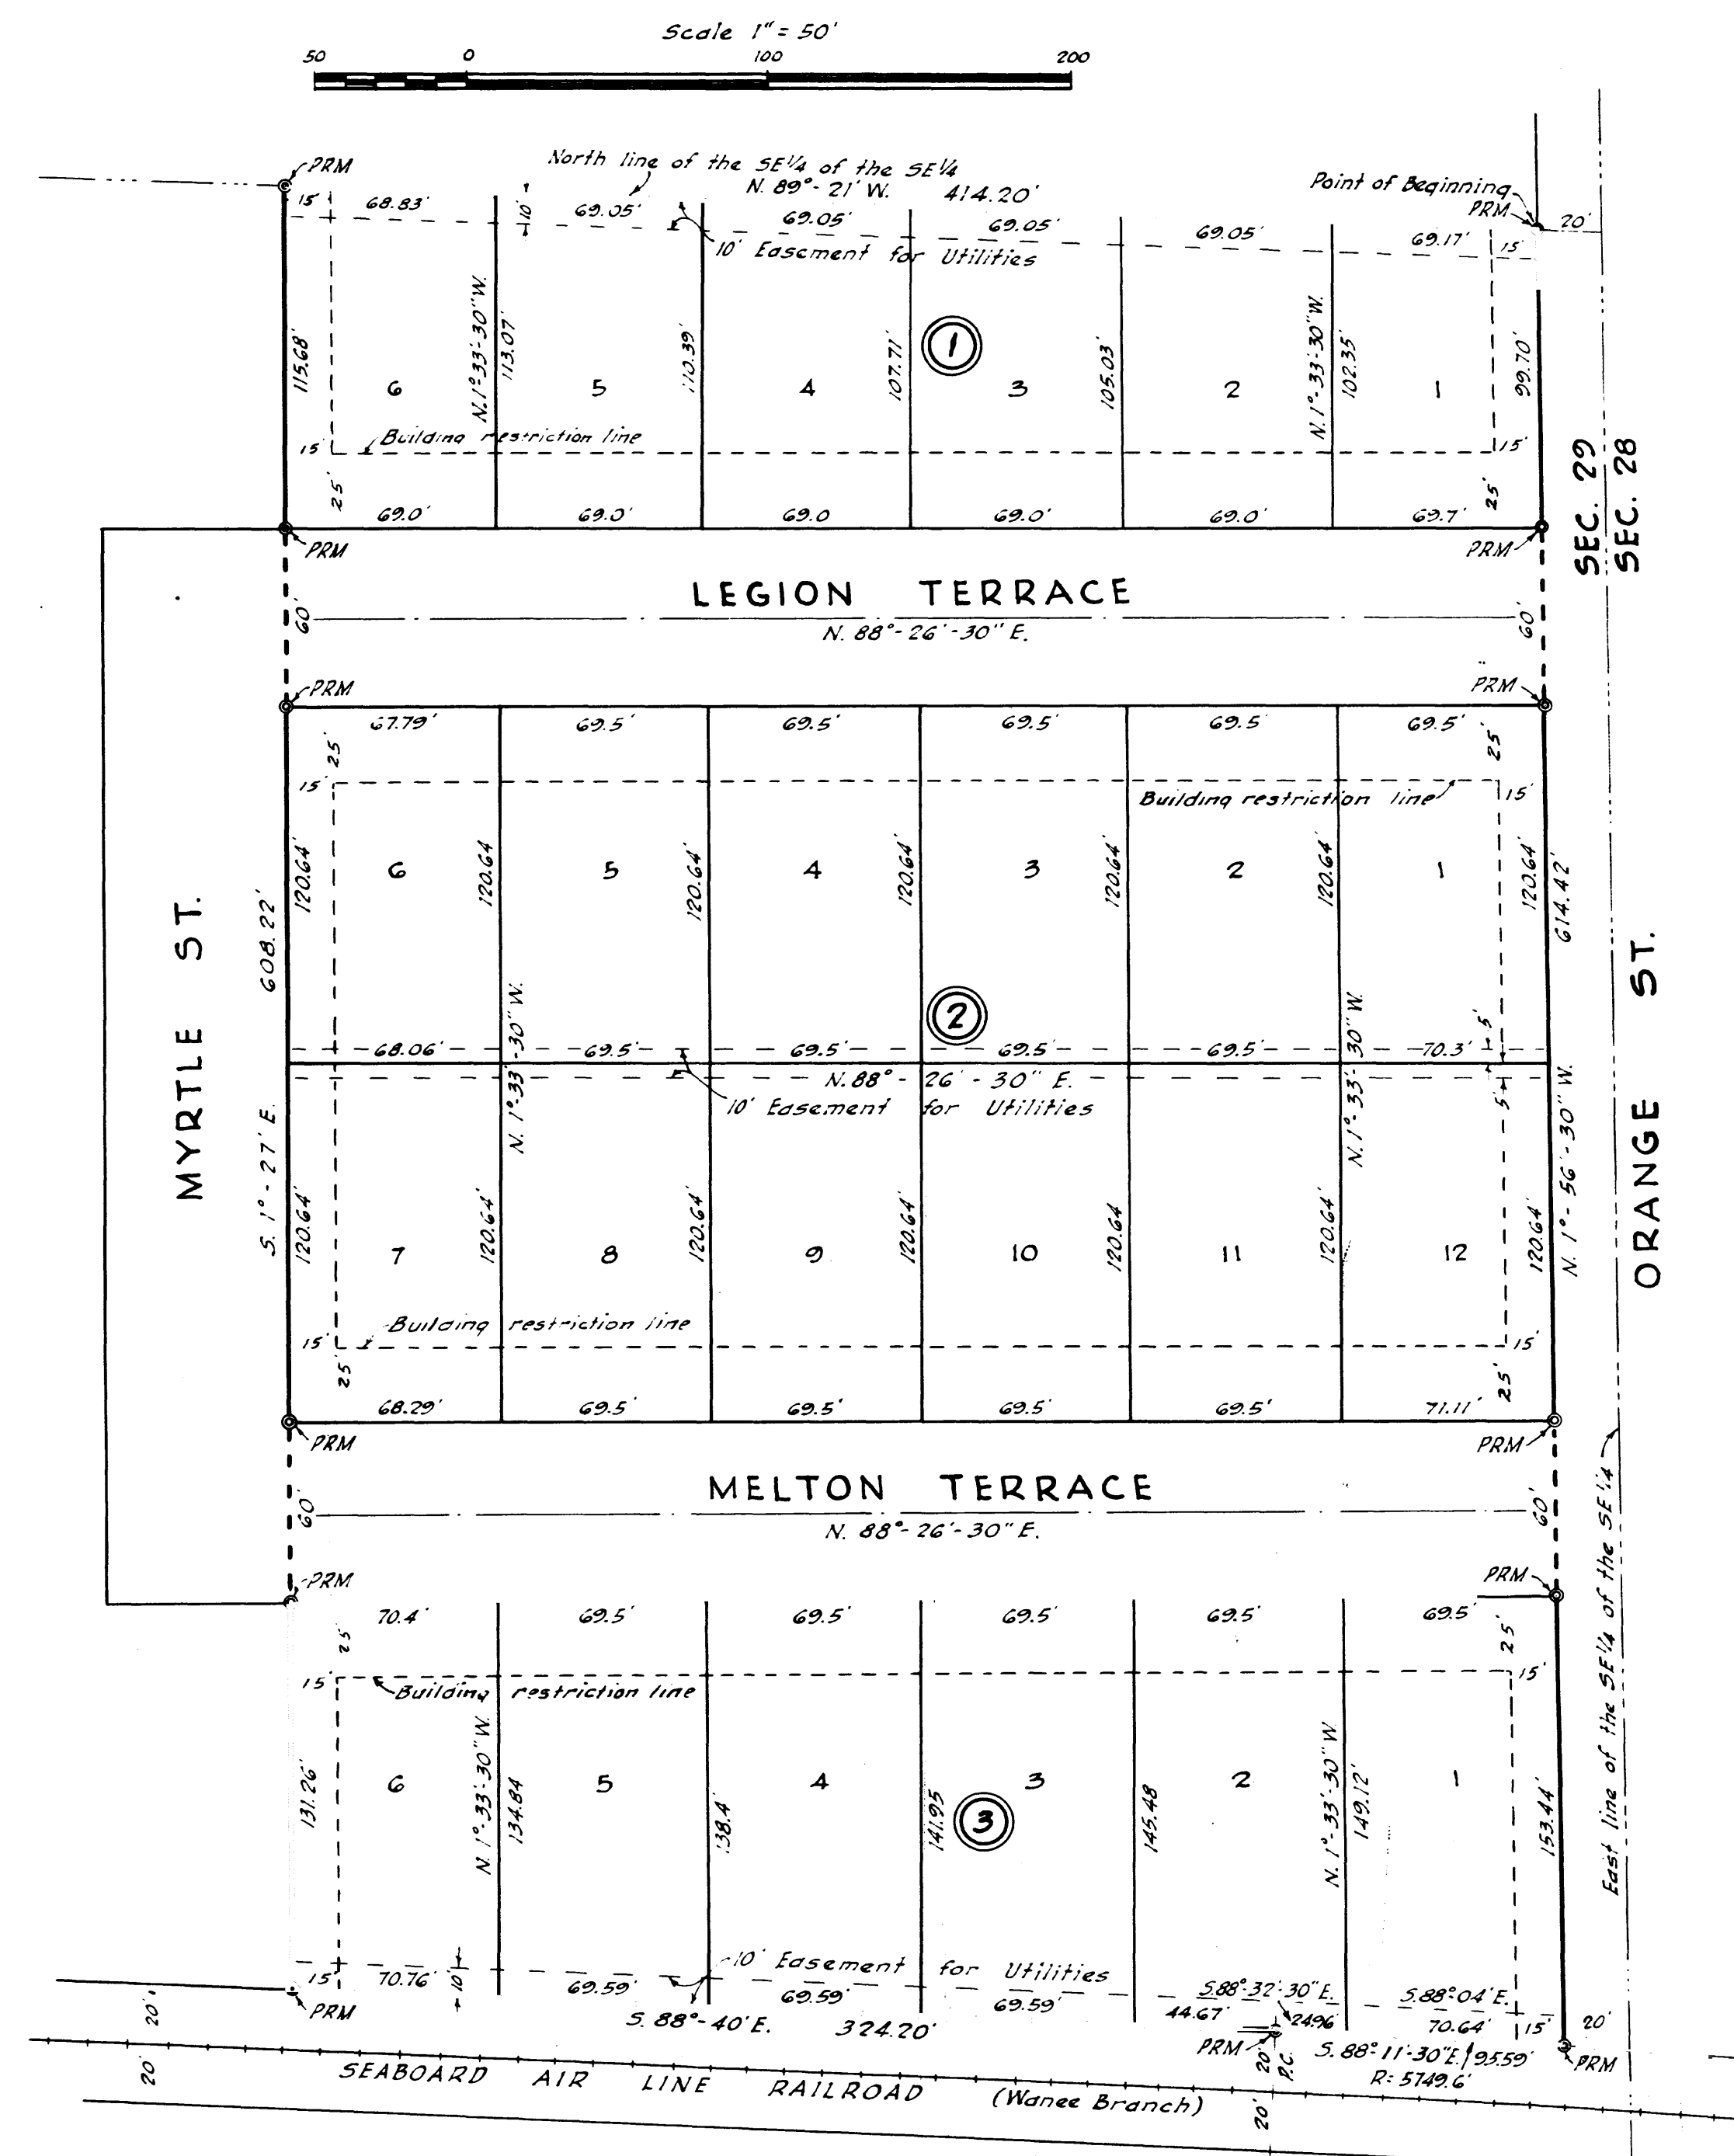 Scale 1" = 50'
50 0 100 200
PRM
North line of the SE 1/4 of the SE 1/4
N. 89°- 21' W. 414.20'
Point of Beginning
PRM
20'
15' 68.83' 10' 69.05' 69.05' 69.05' 69.05' 69.17' 15'
10' Easement for Utilities
115.68'
N. 1°-33'-30" W.
113.07'
110.39'
107.71'
1
105.03'
N. 1°-33'-30" W.
102.35'
99.70'
6 5 4 3 2 1
15' Building restriction line 15'
25' 25'
69.0' 69.0' 69.0 69.0' 69.0' 69.7'
PRM PRM
SEC. 29
SEC. 28
LEGION TERRACE
60' 60'
N. 88°-26'-30" E.
PRM PRM
67.79' 69.5' 69.5' 69.5' 69.5' 69.5'
25' 25'
15' Building restriction line 15'
120.64' 120.64 120.64' 120.64' 120.64' 120.64' 120.64'
6 5 4 3 2 1
608.22'
614.42'
MYRTLE ST.
S. 1°-27' E.
2
68.06' 69.5' 69.5' 69.5 69.5' 70.3'
5'
5'
N. 1°-33'-30" W.
N. 88°-26'-30" E.
N. 1°-33'-30" W.
10' Easement for Utilities
N. 1°-56'-30" W.
ORANGE ST.
120.64' 120.64' 120.64' 120.64' 120.64 120.64' 120.64'
7 8 9 10 11 12
15' Building restriction line 15'
25' 25'
68.29' 69.5' 69.5' 69.5' 69.5' 71.11'
PRM PRM
MELTON TERRACE
60' 60'
N. 88°-26'-30" E.
PRM PRM
70.4' 69.5' 69.5' 69.5' 69.5' 69.5'
25' 25'
15' Building restriction line 15'
East line of the SE 1/4 of the SE 1/4
131.26'
N. 1°-33'-30" W.
134.84
138.4'
141.95
3
145.48
N. 1°-33'-30" W
149.12'
153.44'
6 5 4 3 2 1
10' Easement for Utilities
15' 70.76' 10' 69.59' 69.59' 69.59'
S. 88°-32'-30" E.
S. 88°04' E.
44.67' 24.96 70.64' 15' 20'
PRM
S. 88°-40' E. 324.20'
PRM
20'
P.C.
S. 88°-11'-30" E. 95.59'
R= 5749.6'
PRM
20'
20'
20'
SEABOARD AIR LINE RAILROAD (Wanee Branch)